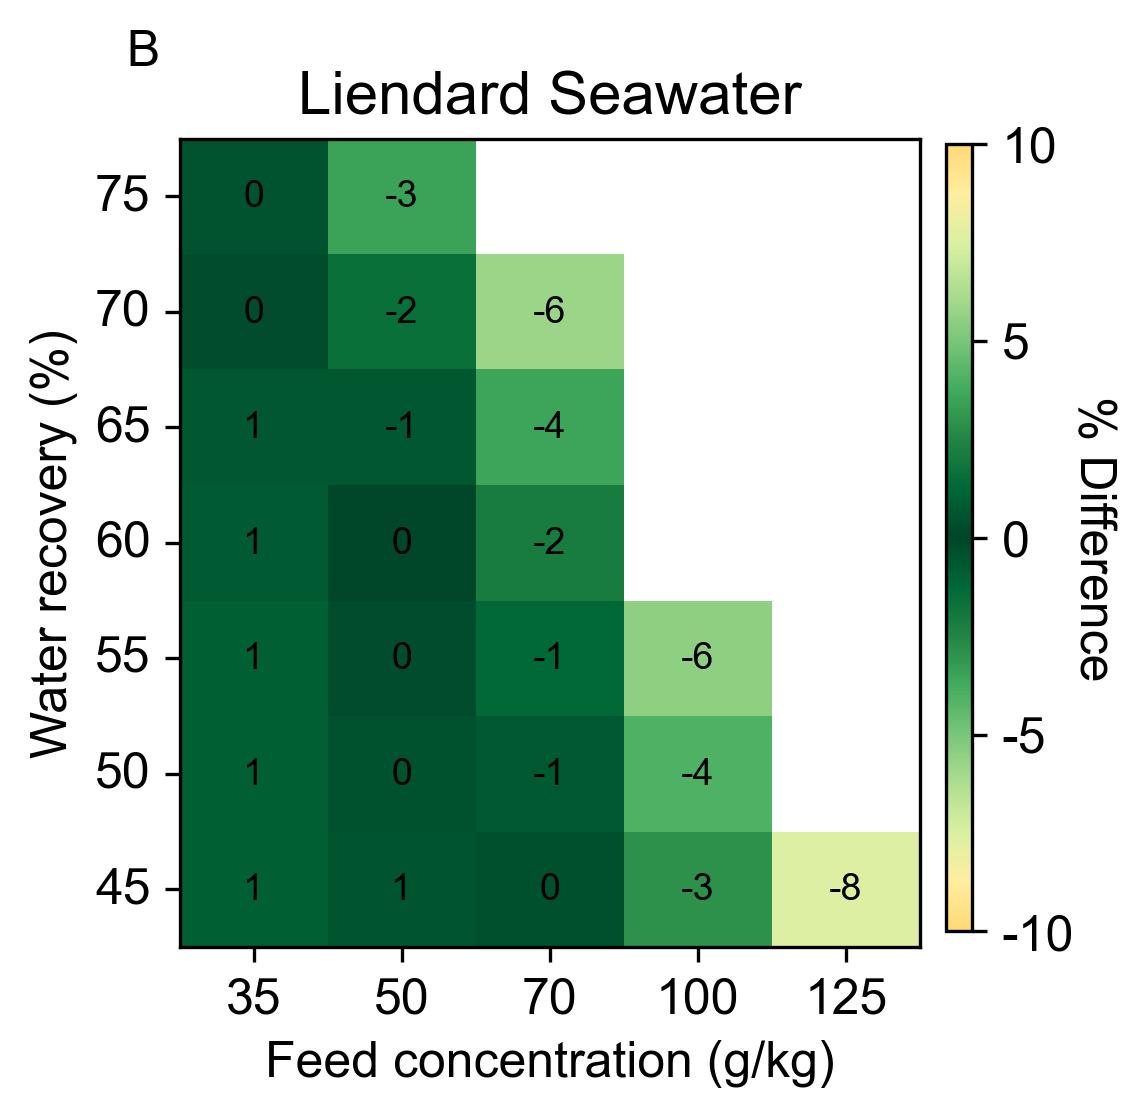 B
Liendard Seawater
75 0 -3 10
70 0 -2 -6
65 1 -1 -4 5
60 1 0 -2 0
55 1 0 -1 -6
50 1 0 -1 -4 -5
45 1 1 0 -3 -8 -10
35 50 70 100 125
Feed concentration (g/kg)
Water recovery (%)
% Difference